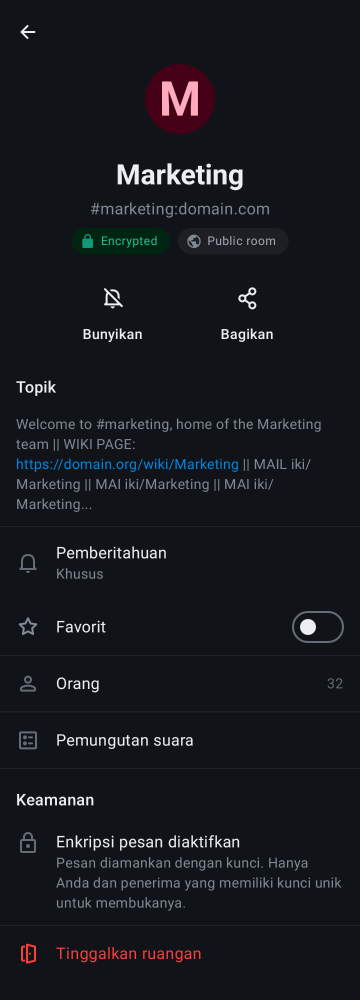 M
Marketing
#marketing:domain.com
Encrypted
Public room
Bunyikan
Bagikan
Topik
Welcome to #marketing, home of the Marketing
team || WIKI PAGE:
https://domain.org/wiki/Marketing || MAIL iki/
Marketing || MAI iki/Marketing || MAI iki/
Marketing...
Pemberitahuan
Khusus
Favorit
Orang
32
Pemungutan suara
Keamanan
Enkripsi pesan diaktifkan
Pesan diamankan dengan kunci. Hanya
Anda dan penerima yang memiliki kunci unik
untuk membukanya.
Tinggalkan ruangan